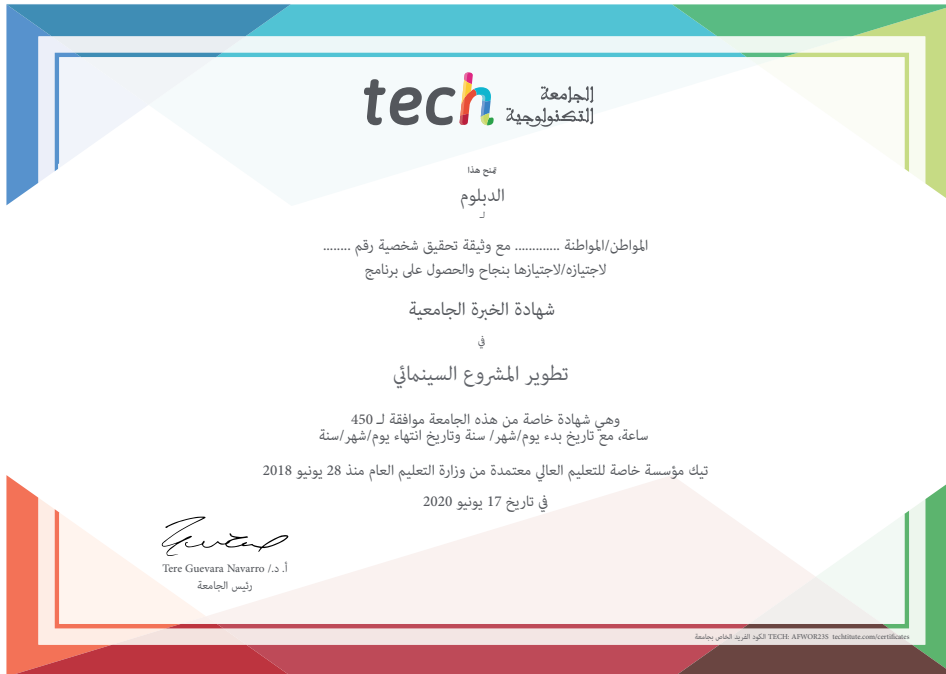 tech الجامعة
التكنولوجية
تمنح هذا
الدبلوم
لـ
المواطن/المواطنة ............. مع وثيقة تحقيق شخصية رقم ........
لاجتيازه/لاجتيازها بنجاح والحصول على برنامج
شهادة الخبرة الجامعية
في
تطوير المشروع السينمائي
وهي شهادة خاصة من هذه الجامعة موافقة لـ 450
ساعة، مع تاريخ بدء يوم/شهر/ سنة وتاريخ انتهاء يوم/شهر/سنة
تيك مؤسسة خاصة للتعليم العالي معتمدة من وزارة التعليم العام منذ 28 يونيو 2018
في تاريخ 17 يونيو 2020
أ. د./ Tere Guevara Navarro
رئيس الجامعة
الكود الفريد الخاص بجامعة TECH: AFWOR23S techtitute.com/certificates